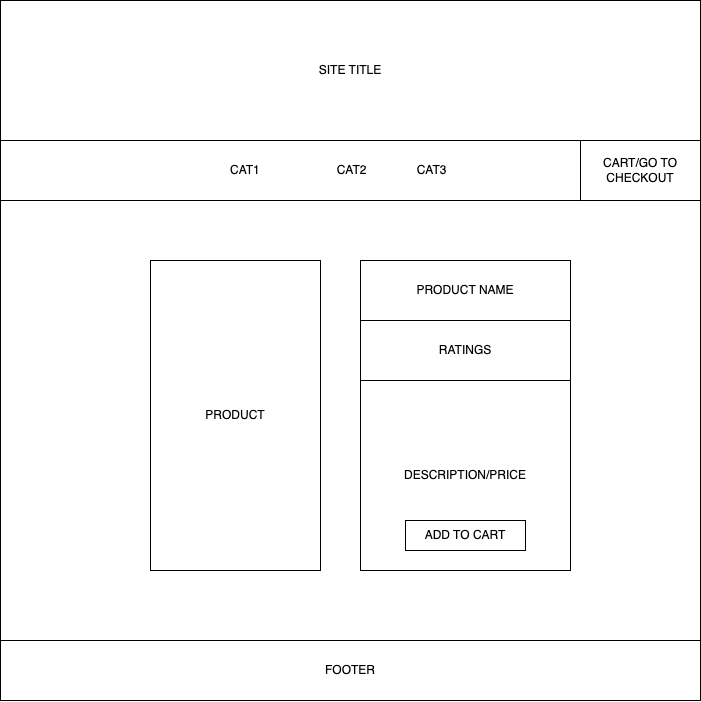 SITE TITLE
CAT1
CAT2
CAT3
CART/GO TO
CHECKOUT
PRODUCT
PRODUCT NAME
RATINGS
DESCRIPTION/PRICE
ADD TO CART
FOOTER